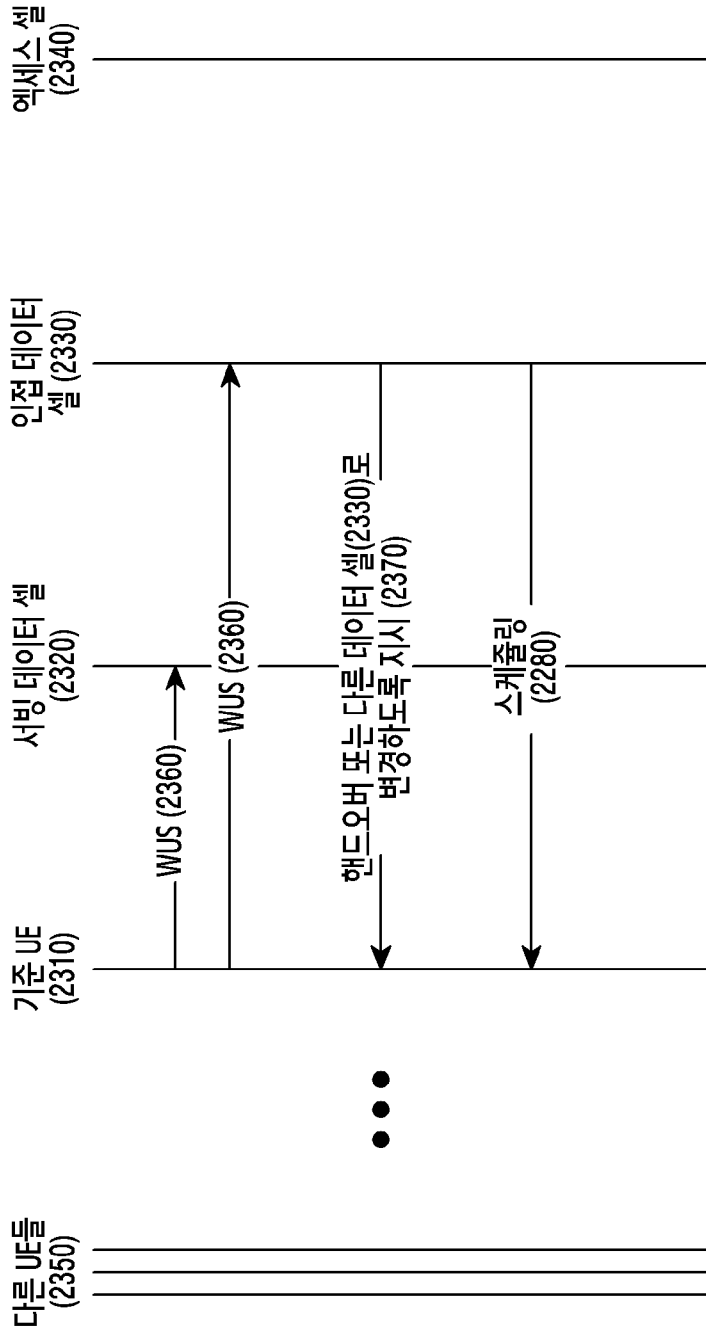 다른 UE들
(2350)
기준 UE
(2310)
서빙 데이터 셀
(2320)
인접 데이터
셀 (2330)
엑세스 셀
(2340)
WUS (2360)
WUS (2360)
핸드오버 또는 다른 데이터 셀(2330)로
변경하도록 지시 (2370)
스케쥴링
(2280)